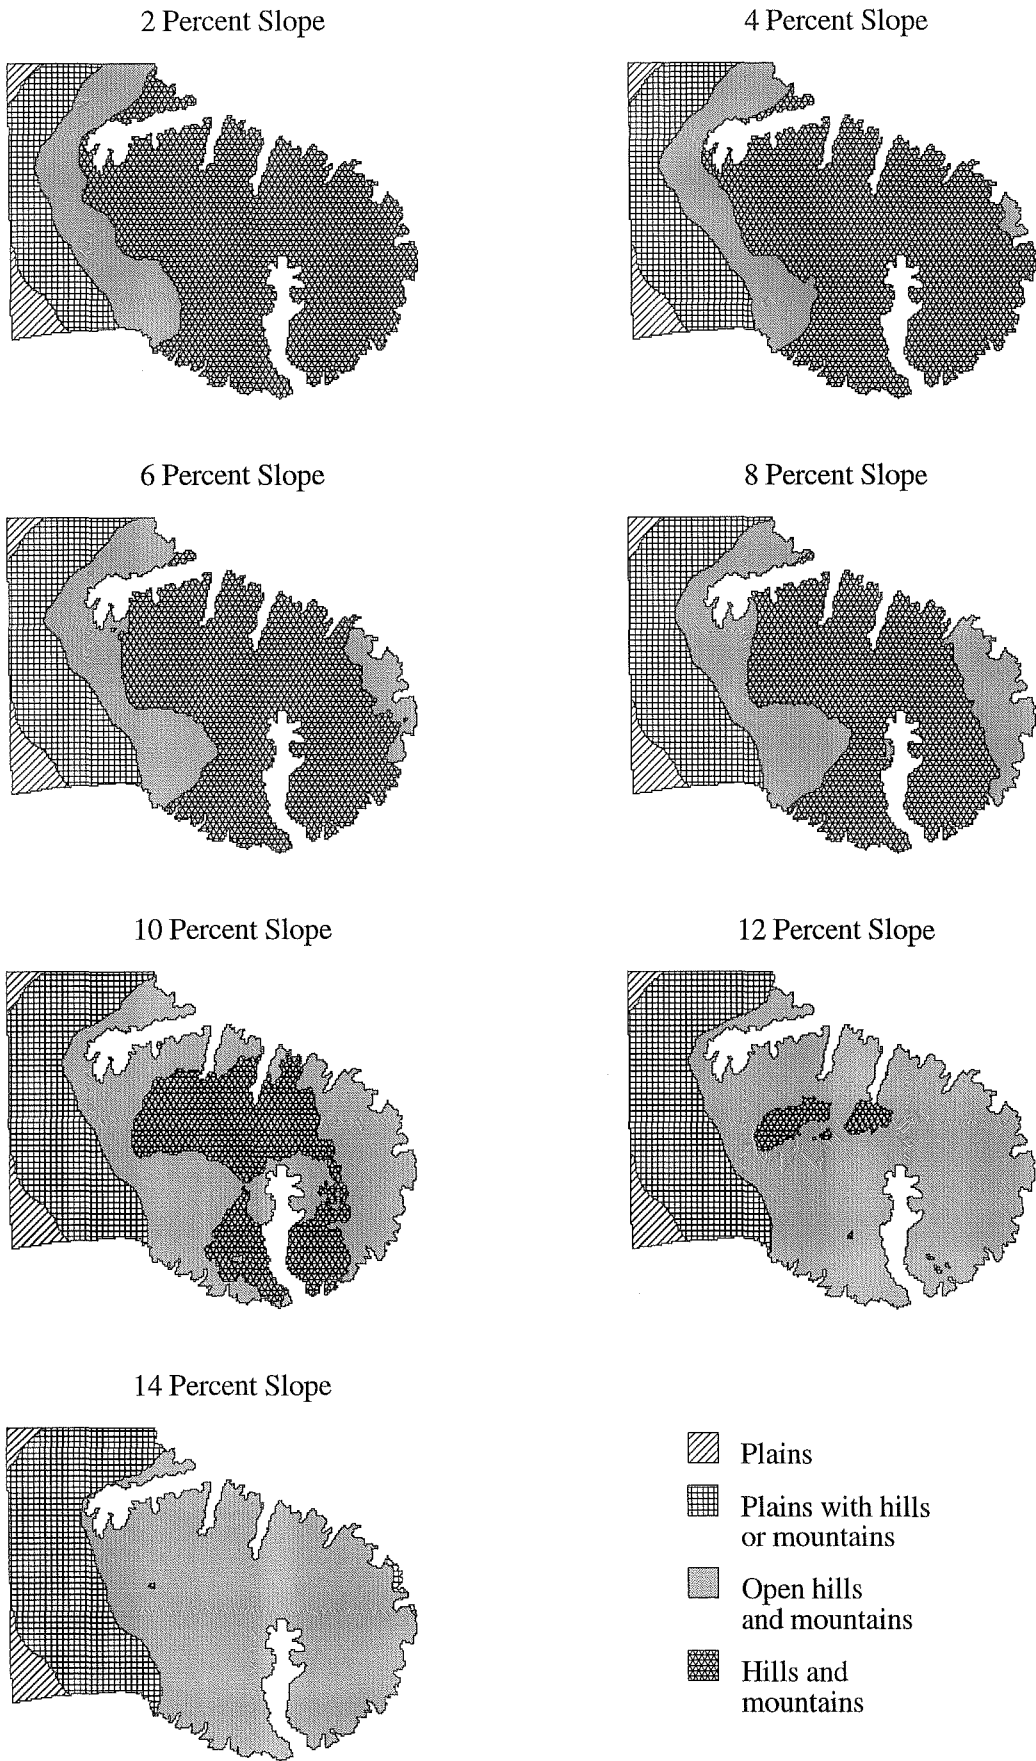 2 Percent Slope
4 Percent Slope
6 Percent Slope
8 Percent Slope
10 Percent Slope
12 Percent Slope
14 Percent Slope
Plains
Plains with hills
or mountains
Open hills
and mountains
Hills and
mountains